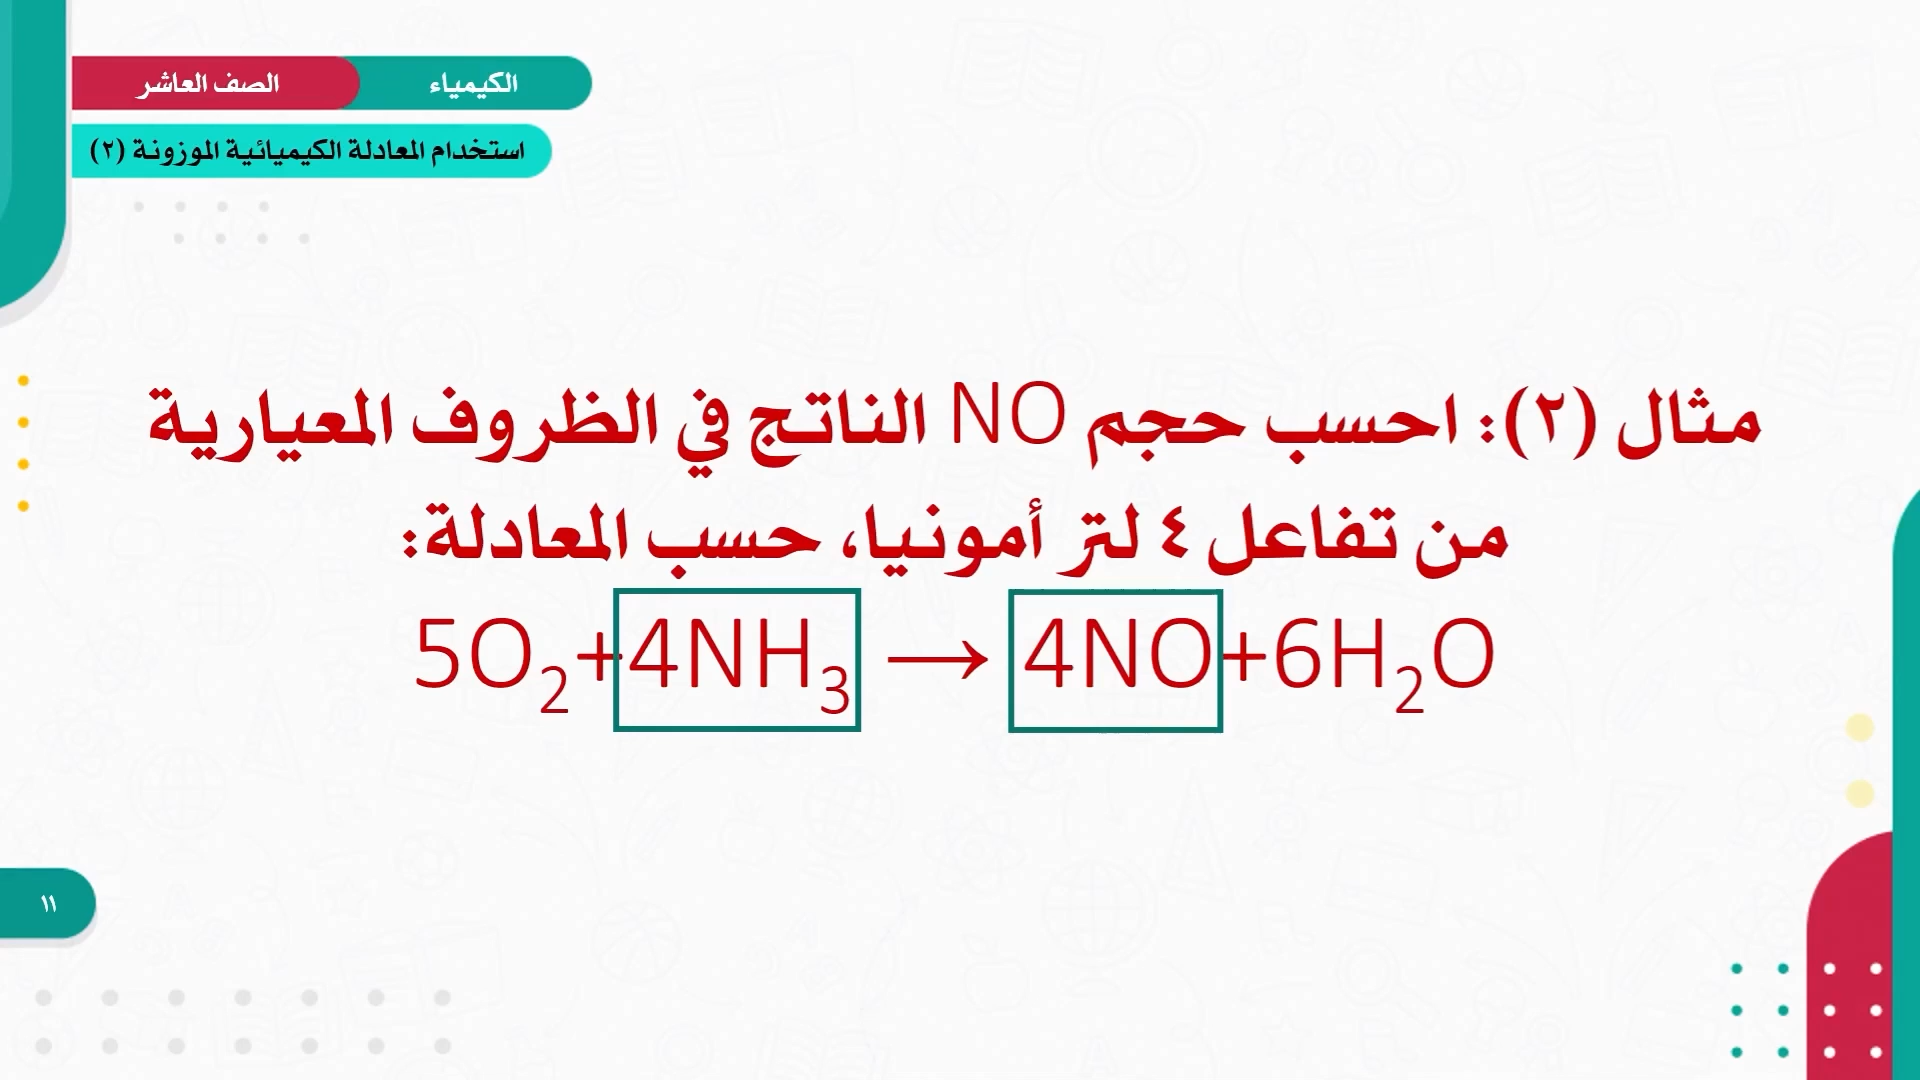 الكيمياء
الصف العاشر
استخدام المعادلة الكيميائية الموزونة (٢)
مثال (٢): احسب حجم NO الناتج في الظروف المعيارية
من تفاعل ٤ لتر أمونيا، حسب المعادلة:
5O₂+4NH₃ → 4NO+6H₂O
١١